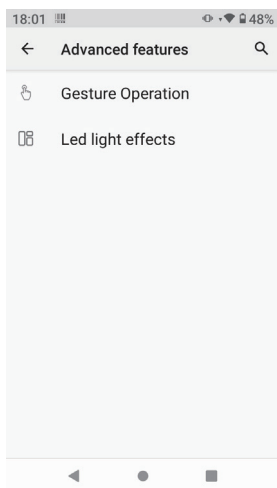 18:01 48%
Advanced features
Gesture Operation
Led light effects